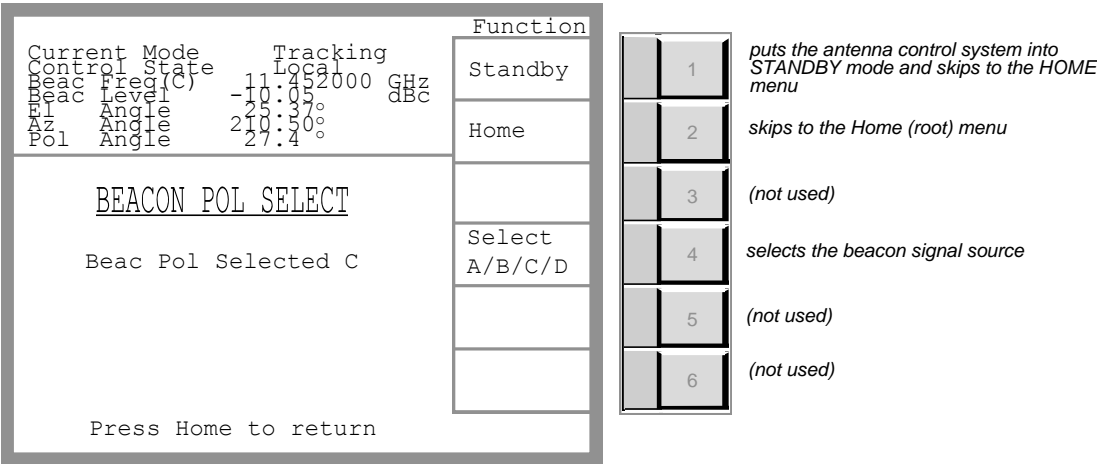 Function
Current Mode Tracking
Control State Local
Beac Freq(C) 11.452000 GHz
Beac Level -10.05 dBc
El Angle 25.37°
Az Angle 210.50°
Pol Angle 27.4 °
Standby
Home
BEACON POL SELECT
Select
A/B/C/D
Beac Pol Selected C
Press Home to return
1
puts the antenna control system into
STANDBY mode and skips to the HOME
menu
2
skips to the Home (root) menu
3
(not used)
4
selects the beacon signal source
5
(not used)
6
(not used)